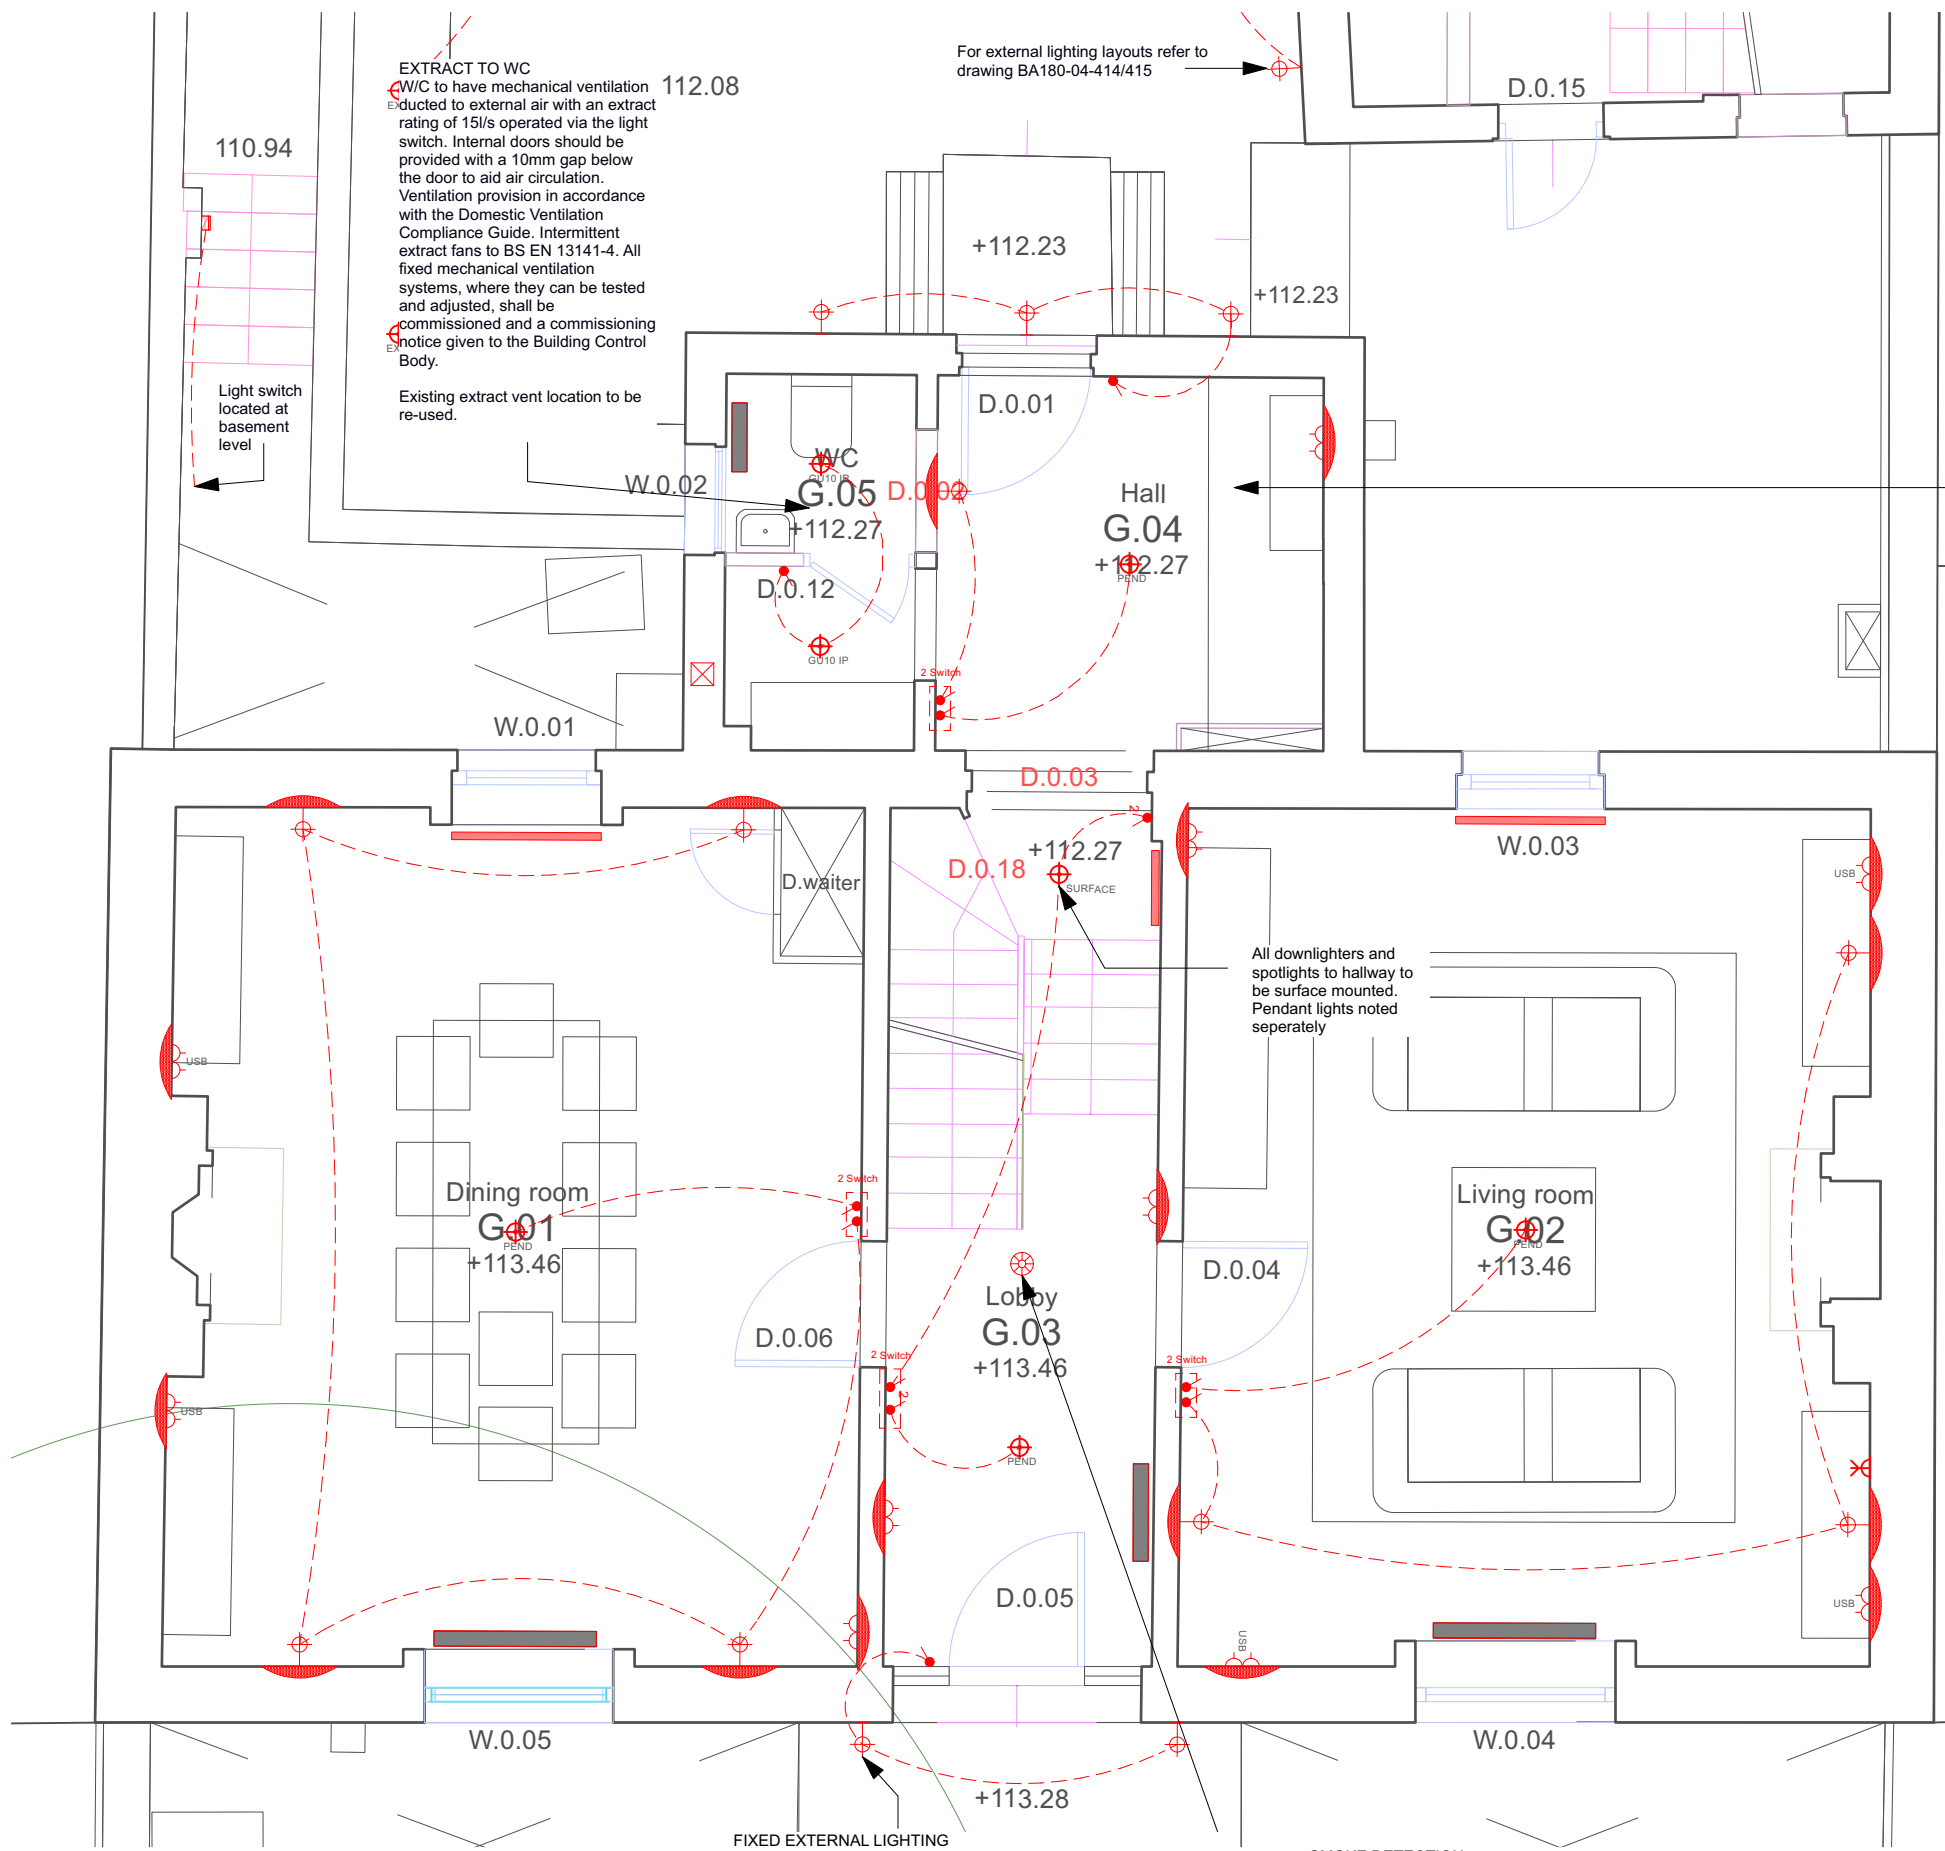 EXTRACT TO WC
W/C to have mechanical ventilation
ducted to external air with an extract
rating of 15l/s operated via the light
switch. Internal doors should be
provided with a 10mm gap below
the door to aid air circulation.
Ventilation provision in accordance
with the Domestic Ventilation
Compliance Guide. Intermittent
extract fans to BS EN 13141-4. All
fixed mechanical ventilation
systems, where they can be tested
and adjusted, shall be
commissioned and a commissioning
notice given to the Building Control
Body.
Existing extract vent location to be
re-used.
112.08
For external lighting layouts refer to
drawing BA180-04-414/415
D.0.15
110.94
EX
EX
+112.23
+112.23
Light switch
located at
basement
level
D.0.01
WC
GU10 IP
G.05
+112.27
W.0.02
D.0.02
Hall
G.04
+112.27
PEND
D.0.12
GU10 IP
2 Switch
W.0.01
D.0.03
2
+112.27
D.0.18
SURFACE
W.0.03
D.waiter
USB
All downlighters and
spotlights to hallway to
be surface mounted.
Pendant lights noted
seperately
USB
2 Switch
Dining room
G.01
PEND
+113.46
Living room
G.02
PEND
+113.46
D.0.04
Lobby
G.03
+113.46
D.0.06
2 Switch
2
2 Switch
USB
PEND
D.0.05
USB
USB
W.0.05
W.0.04
+113.28
FIXED EXTERNAL LIGHTING